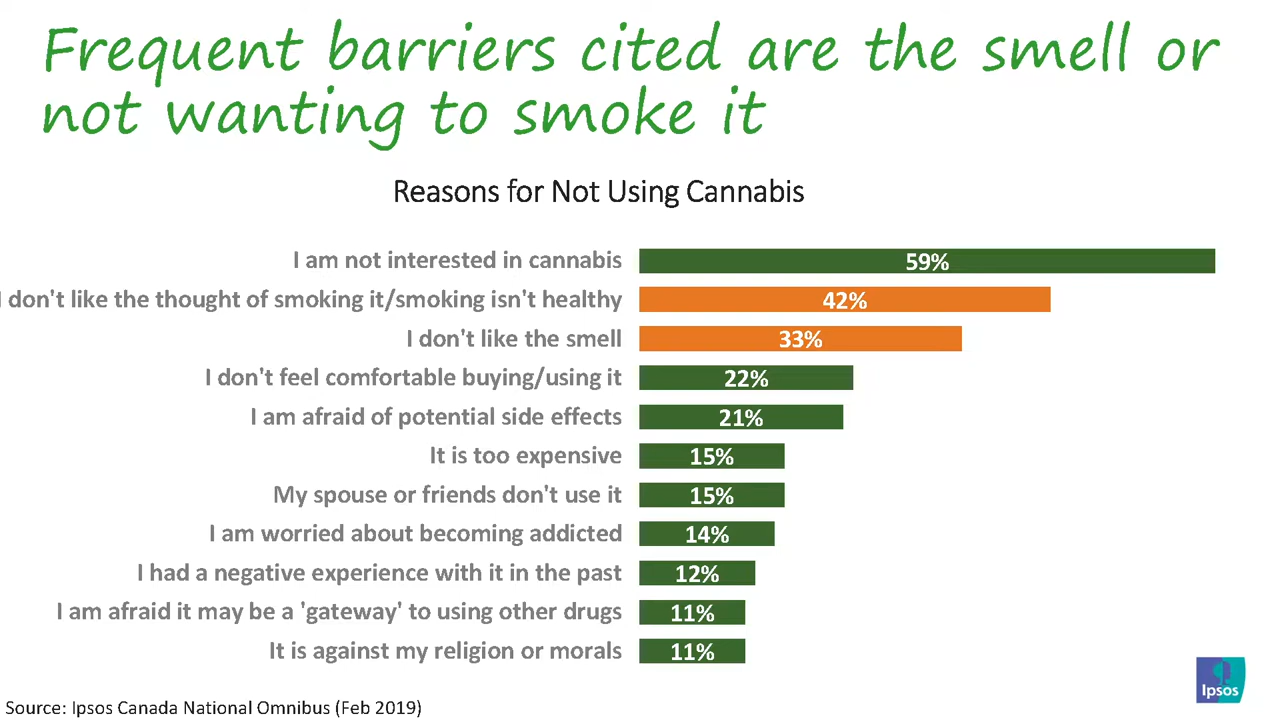 Frequent barriers cited are the smell or
not wanting to smoke it
Reasons for Not Using Cannabis
I am not interested in cannabis 59%
I don't like the thought of smoking it/smoking isn't healthy 42%
I don't like the smell 33%
I don't feel comfortable buying/using it 22%
I am afraid of potential side effects 21%
It is too expensive 15%
My spouse or friends don't use it 15%
I am worried about becoming addicted 14%
I had a negative experience with it in the past 12%
I am afraid it may be a 'gateway' to using other drugs 11%
It is against my religion or morals 11%
Ipsos
Source: Ipsos Canada National Omnibus (Feb 2019)